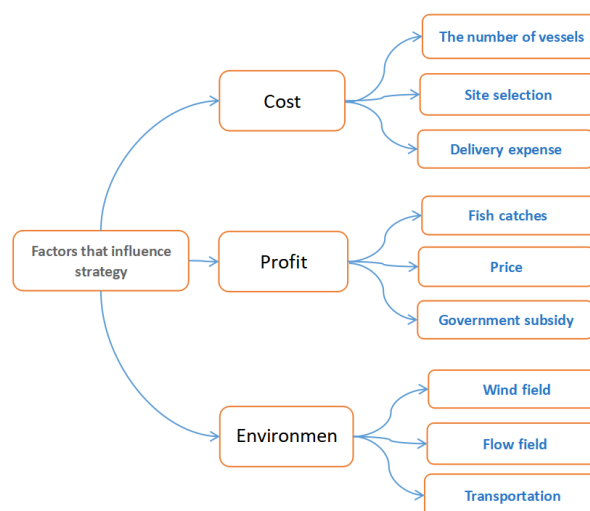 Factors that influence
strategy
Cost
The number of vessels
Site selection
Delivery expense
Profit
Fish catches
Price
Government subsidy
Environmen
Wind field
Flow field
Transportation